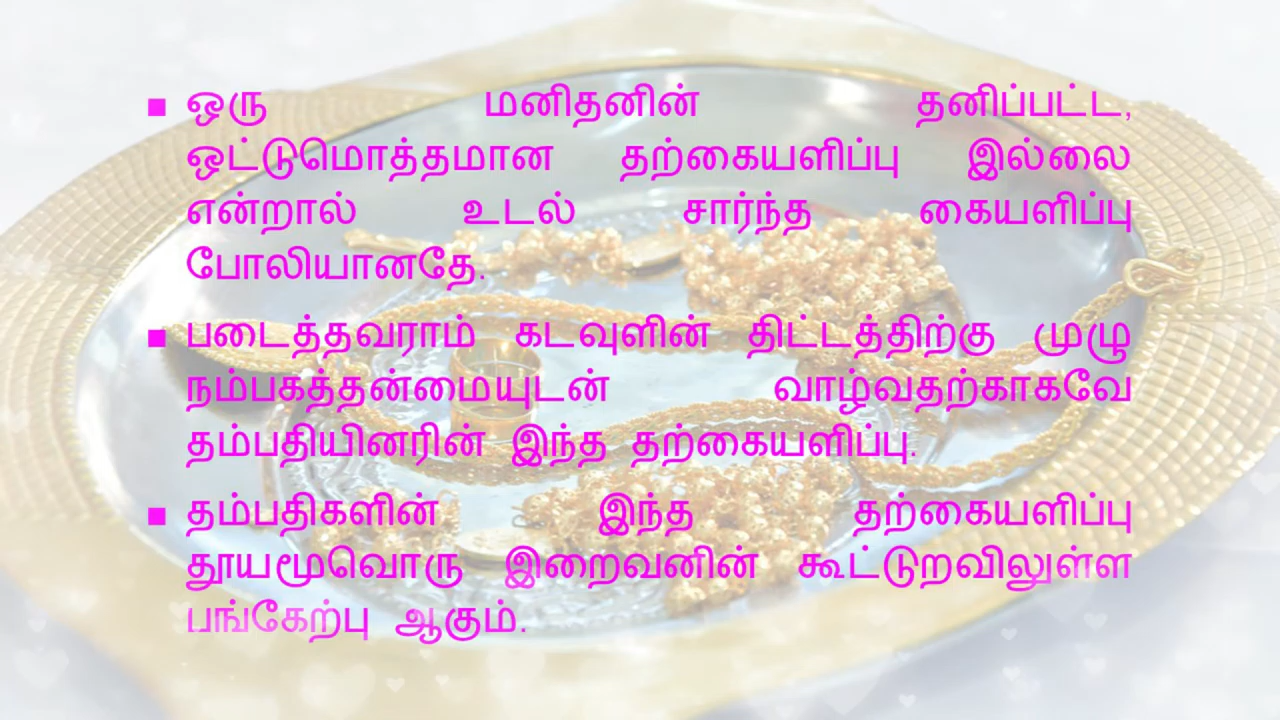 ▪ ஒரு மனிதனின் தனிப்பட்ட,
ஒட்டுமொத்தமான தற்கையளிப்பு இல்லை
என்றால் உடல் சார்ந்த கையளிப்பு
போலியானதே.
▪ படைத்தவராம் கடவுளின் திட்டத்திற்கு முழு
நம்பகத்தன்மையுடன் வாழ்வதற்காகவே
தம்பதியினரின் இந்த தற்கையளிப்பு.
▪ தம்பதிகளின் இந்த தற்கையளிப்பு
தூயமூவொரு இறைவனின் கூட்டுறவிலுள்ள
பங்கேற்பு ஆகும்.